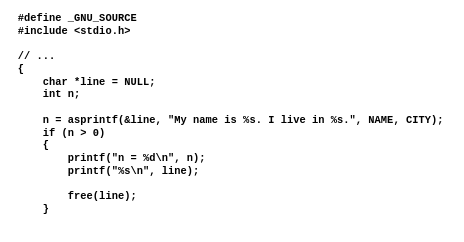 #define _GNU_SOURCE
#include <stdio.h>

// ...
{
    char *line = NULL;
    int n;

    n = asprintf(&line, "My name is %s. I live in %s.", NAME, CITY);
    if (n > 0)
    {
        printf("n = %d\n", n);
        printf("%s\n", line);

        free(line);
    }